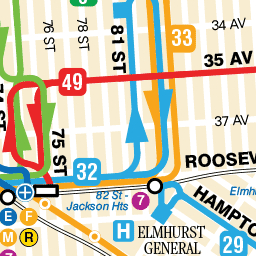 34 AV
76 ST
78 ST
81 ST
33
35 AV
49
37 AV
75 ST
32
ROOSEV
82 St -
Jackson Hts
7
Elmh
HAMPTO
E
F
M
R
H
ELMHURST
GENERAL
29